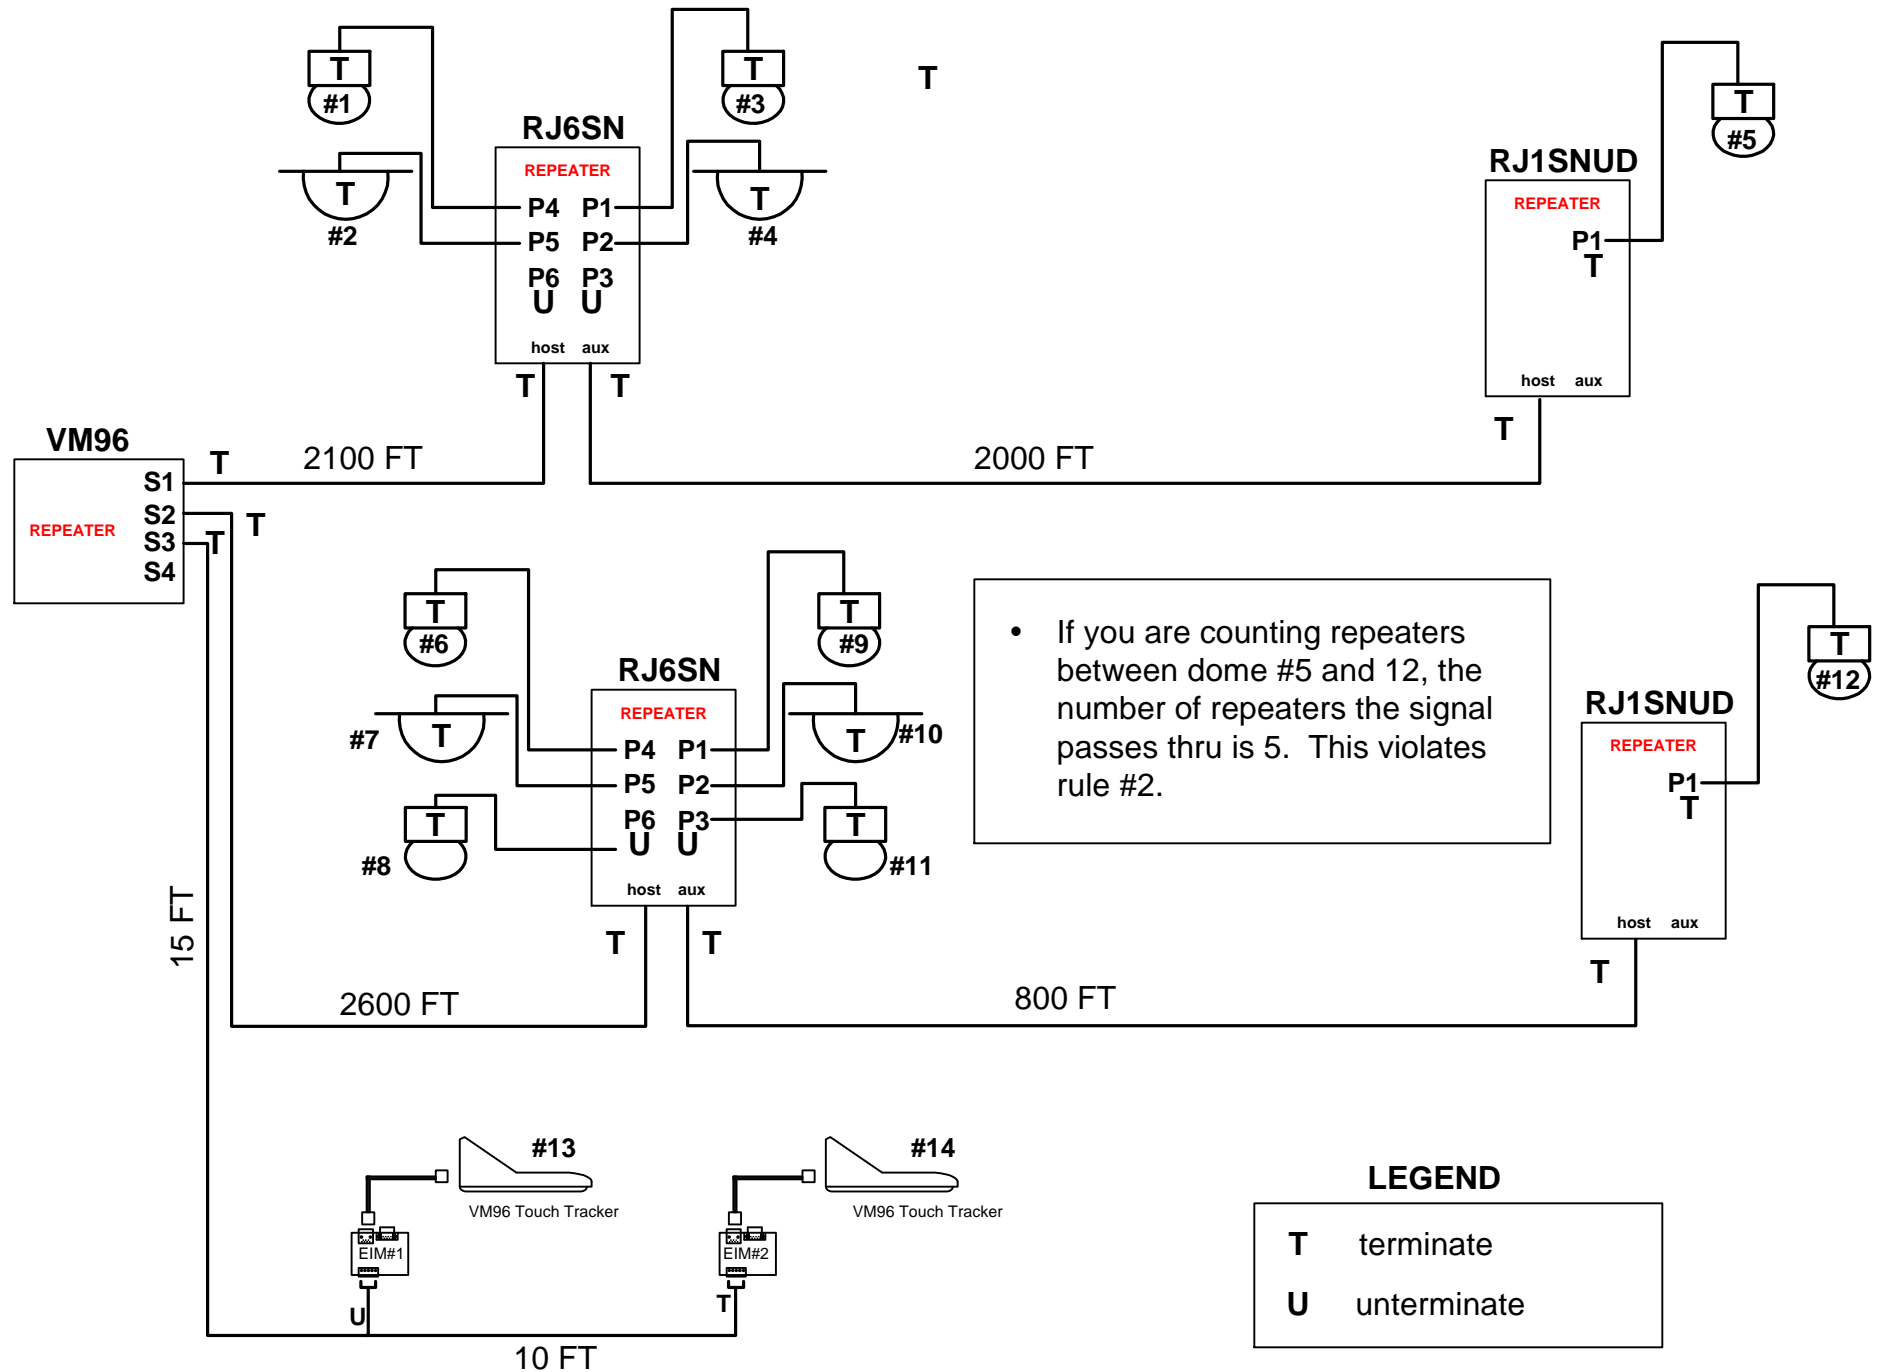 T
#1
T
#3
T
T
#5
RJ6SN
REPEATER
P4 P1
P5 P2
P6 P3
U U
host aux
T
#2
T
#4
RJ1SNUD
REPEATER
P1
T
host aux
T T
T
VM96
S1
S2
S3
S4
REPEATER
T
T
T
2100 FT
2000 FT
T
#6
T
#9
RJ6SN
REPEATER
P4 P1
P5 P2
P6 P3
U U
host aux
#7
T
T
#10
T
#8
T
#11
• If you are counting repeaters
between dome #5 and 12, the
number of repeaters the signal
passes thru is 5. This violates
rule #2.
T
#12
RJ1SNUD
REPEATER
P1
T
host aux
T T
T
15 FT
2600 FT
800 FT
#13
VM96 Touch Tracker
EIM#1
U
#14
VM96 Touch Tracker
EIM#2
T
10 FT
LEGEND
T terminate
U unterminate